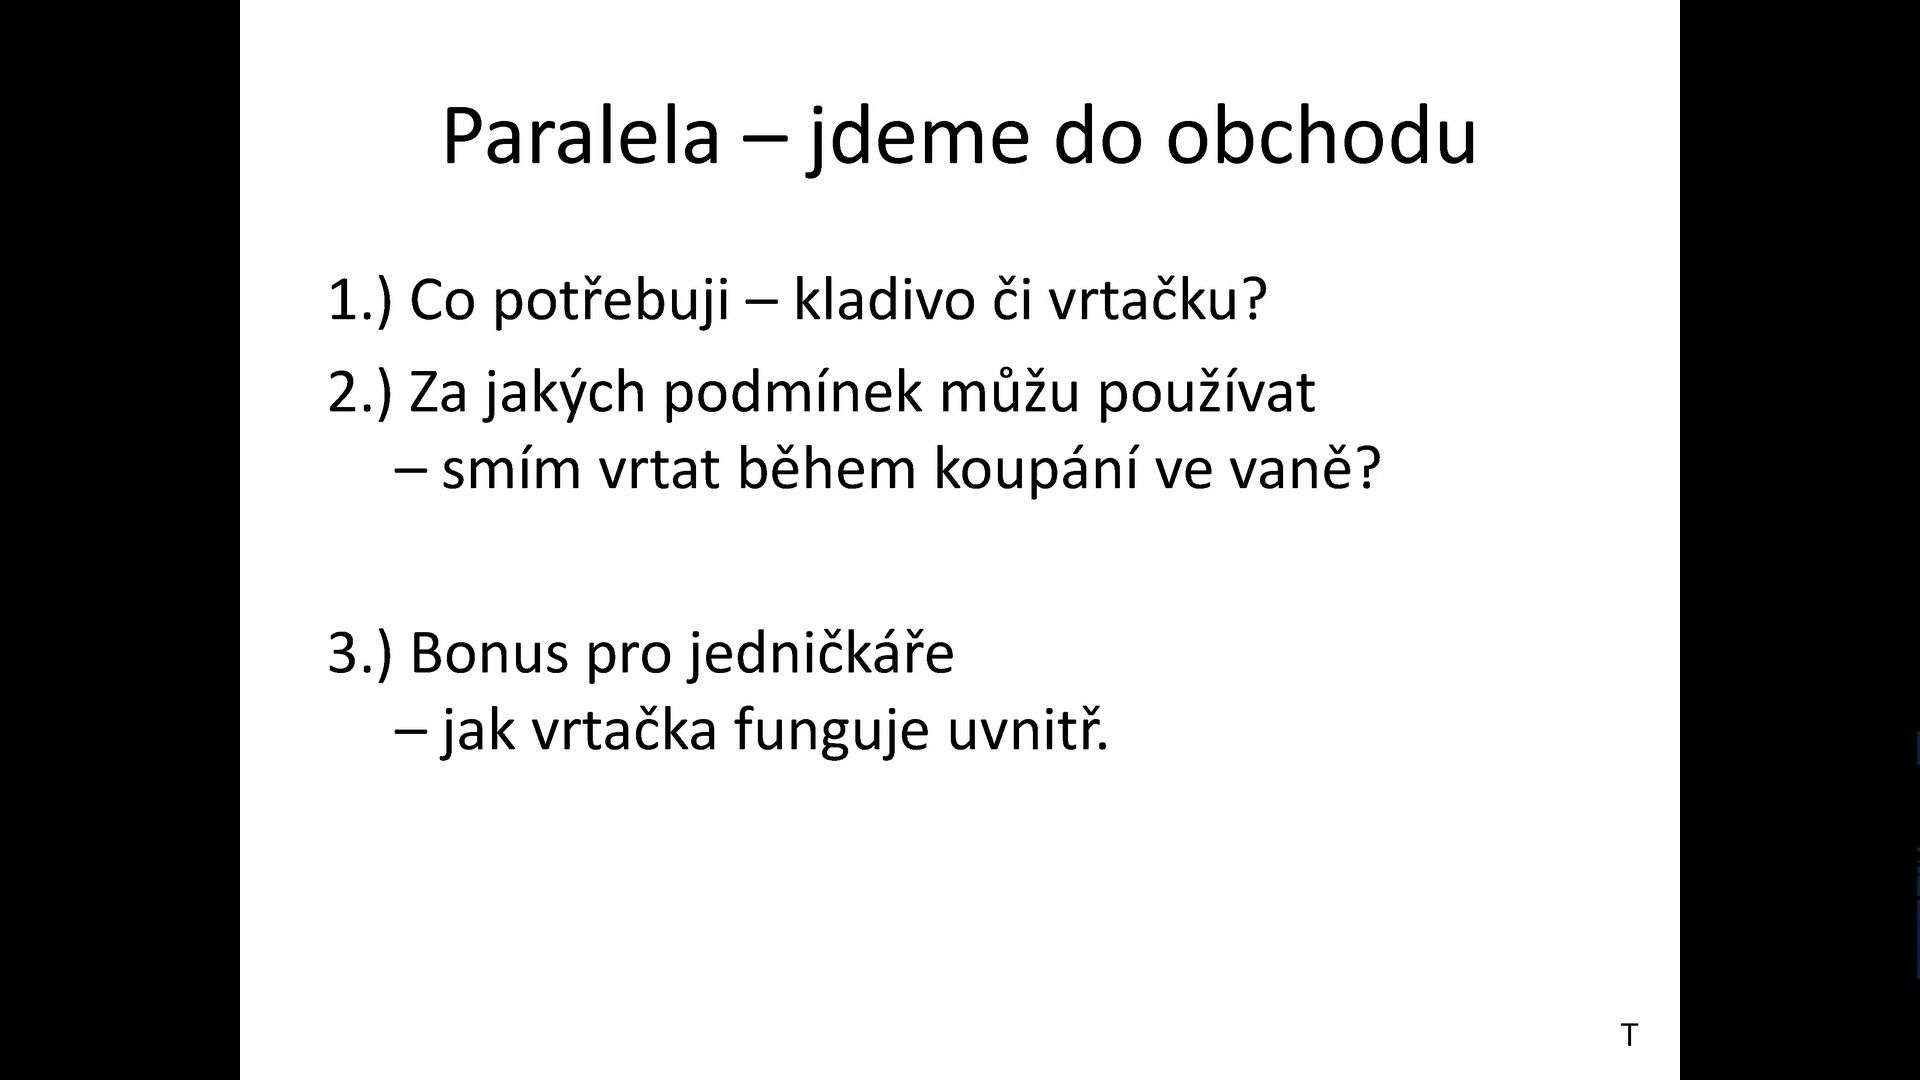 Paralela – jdeme do obchodu
1.) Co potřebuji – kladivo či vrtačku?
2.) Za jakých podmínek můžu používat
– smím vrtat během koupání ve vaně?
3.) Bonus pro jedničkáře
– jak vrtačka funguje uvnitř.
T